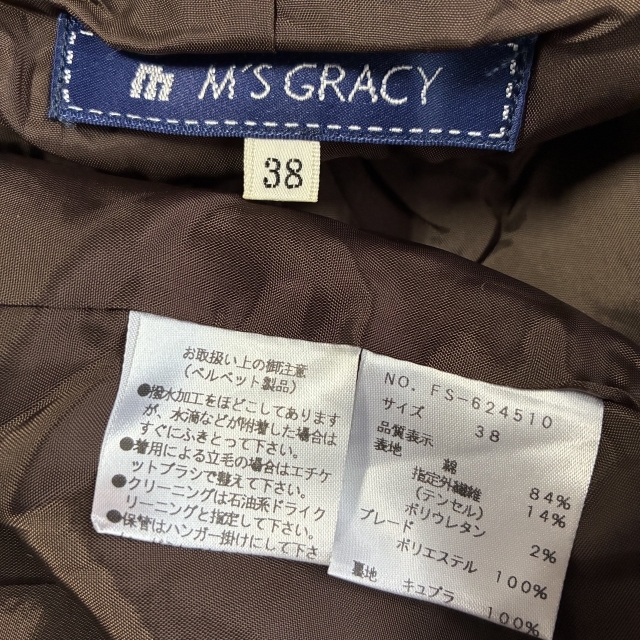 M'S GRACY
38
お取扱い上の御注意
(ベルベット製品)
●撥水加工をほどこしてあります
が、水滴などが附着した場合は
すぐにふきとって下さい。
●着用による立毛の場合はエチケ
ットブラシで整えて下さい。
●クリーニングは石油系ドライク
リーニングと指定して下さい。
●保管はハンガー掛けにして下さ
NO. FS-624510
サイズ 38
品質表示
表地 綿 84%
指定外繊維
(テンセル) 14%
ポリウレタン 2%
ブレード
ポリエステル 100%
裏地 キュプラ 100%